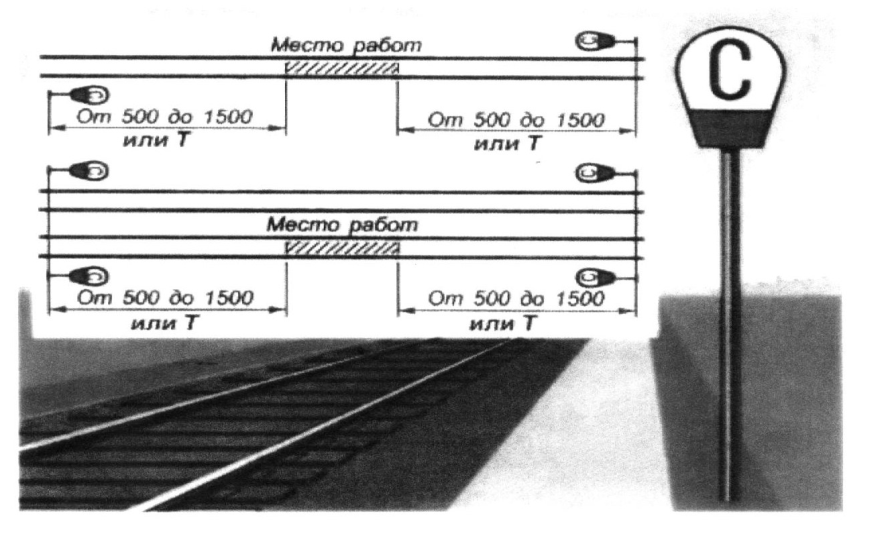 Место работ
От 500 до 1500
или Т
От 500 до 1500
или Т
Место работ
От 500 до 1500
или Т
От 500 до 1500
или Т
С